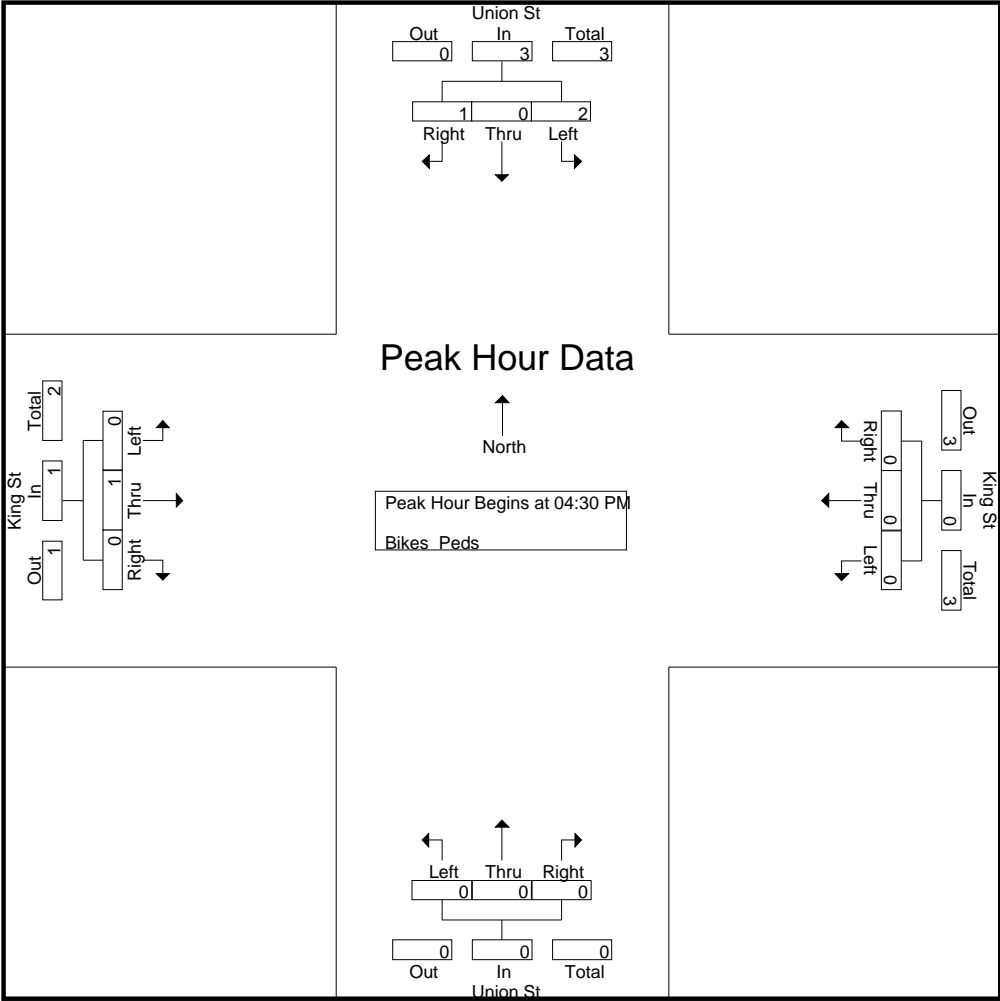 Union St
Out In Total
0 3 3
1 0 2
Right Thru Left
Peak Hour Data
North
Peak Hour Begins at 04:30 PM
Bikes Peds
King St
Total In Out
2 1 1
0 1 0
Left Thru Right
King St
Out In Total
3 0 3
0 0 0
Right Thru Left
Left Thru Right
0 0 0
0 0 0
Out In Total
Union St